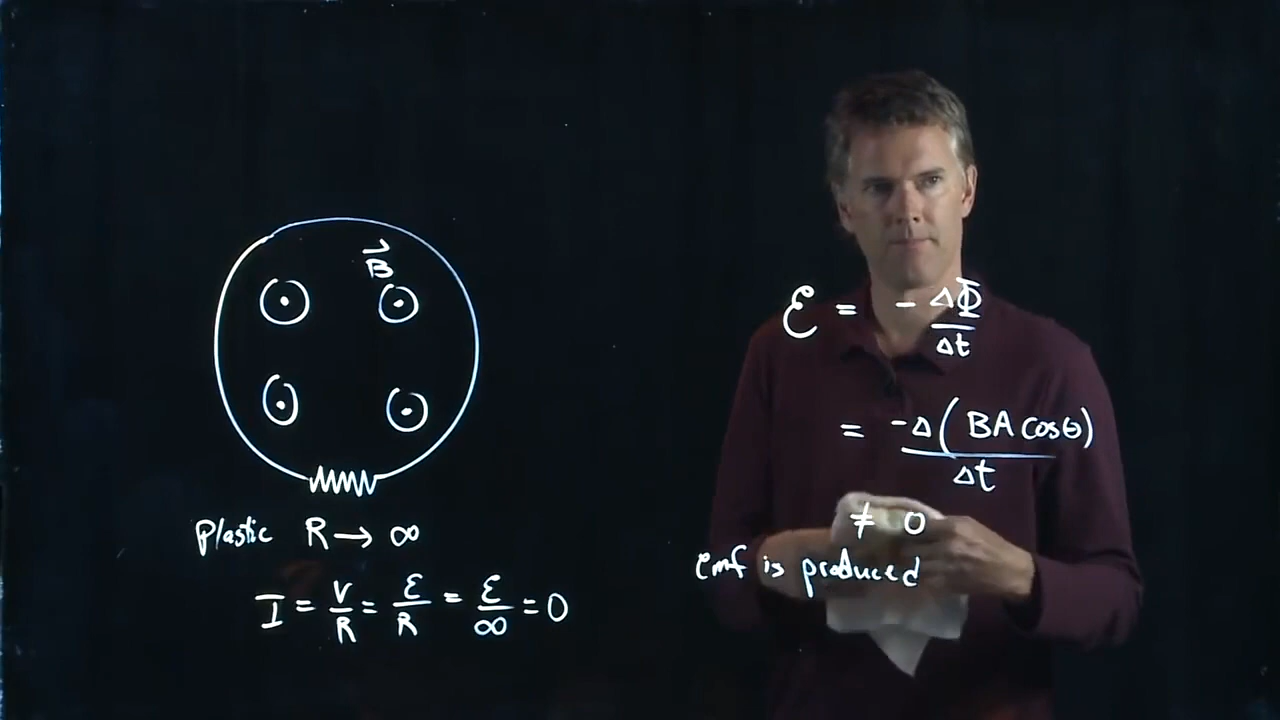 B⃗
Plastic R → ∞
I = V/R = ℰ/R = ℰ/∞ = 0
ℰ = - ΔΦ/Δt
= -Δ(BA cosθ)/Δt
≠ 0
emf is produced